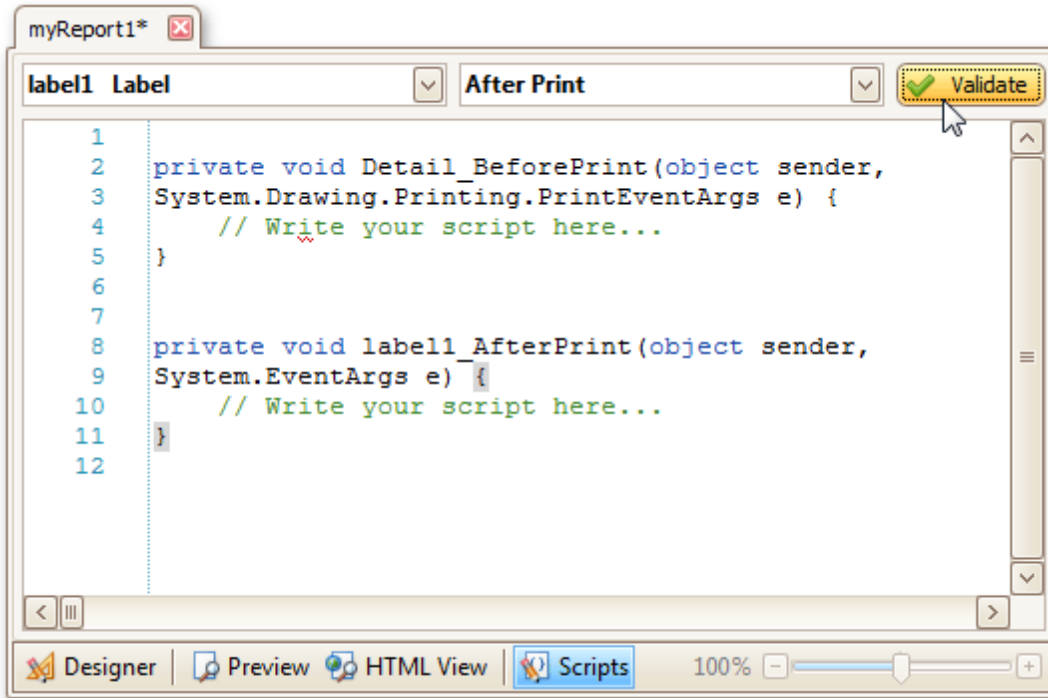 myReport1*
label1 Label After Print Validate
1
2 private void Detail_BeforePrint(object sender,
3 System.Drawing.Printing.PrintEventArgs e) {
4 // Write your script here...
5 }
6
7
8 private void label1_AfterPrint(object sender,
9 System.EventArgs e) {
10 // Write your script here...
11 }
12
Designer Preview HTML View Scripts 100%